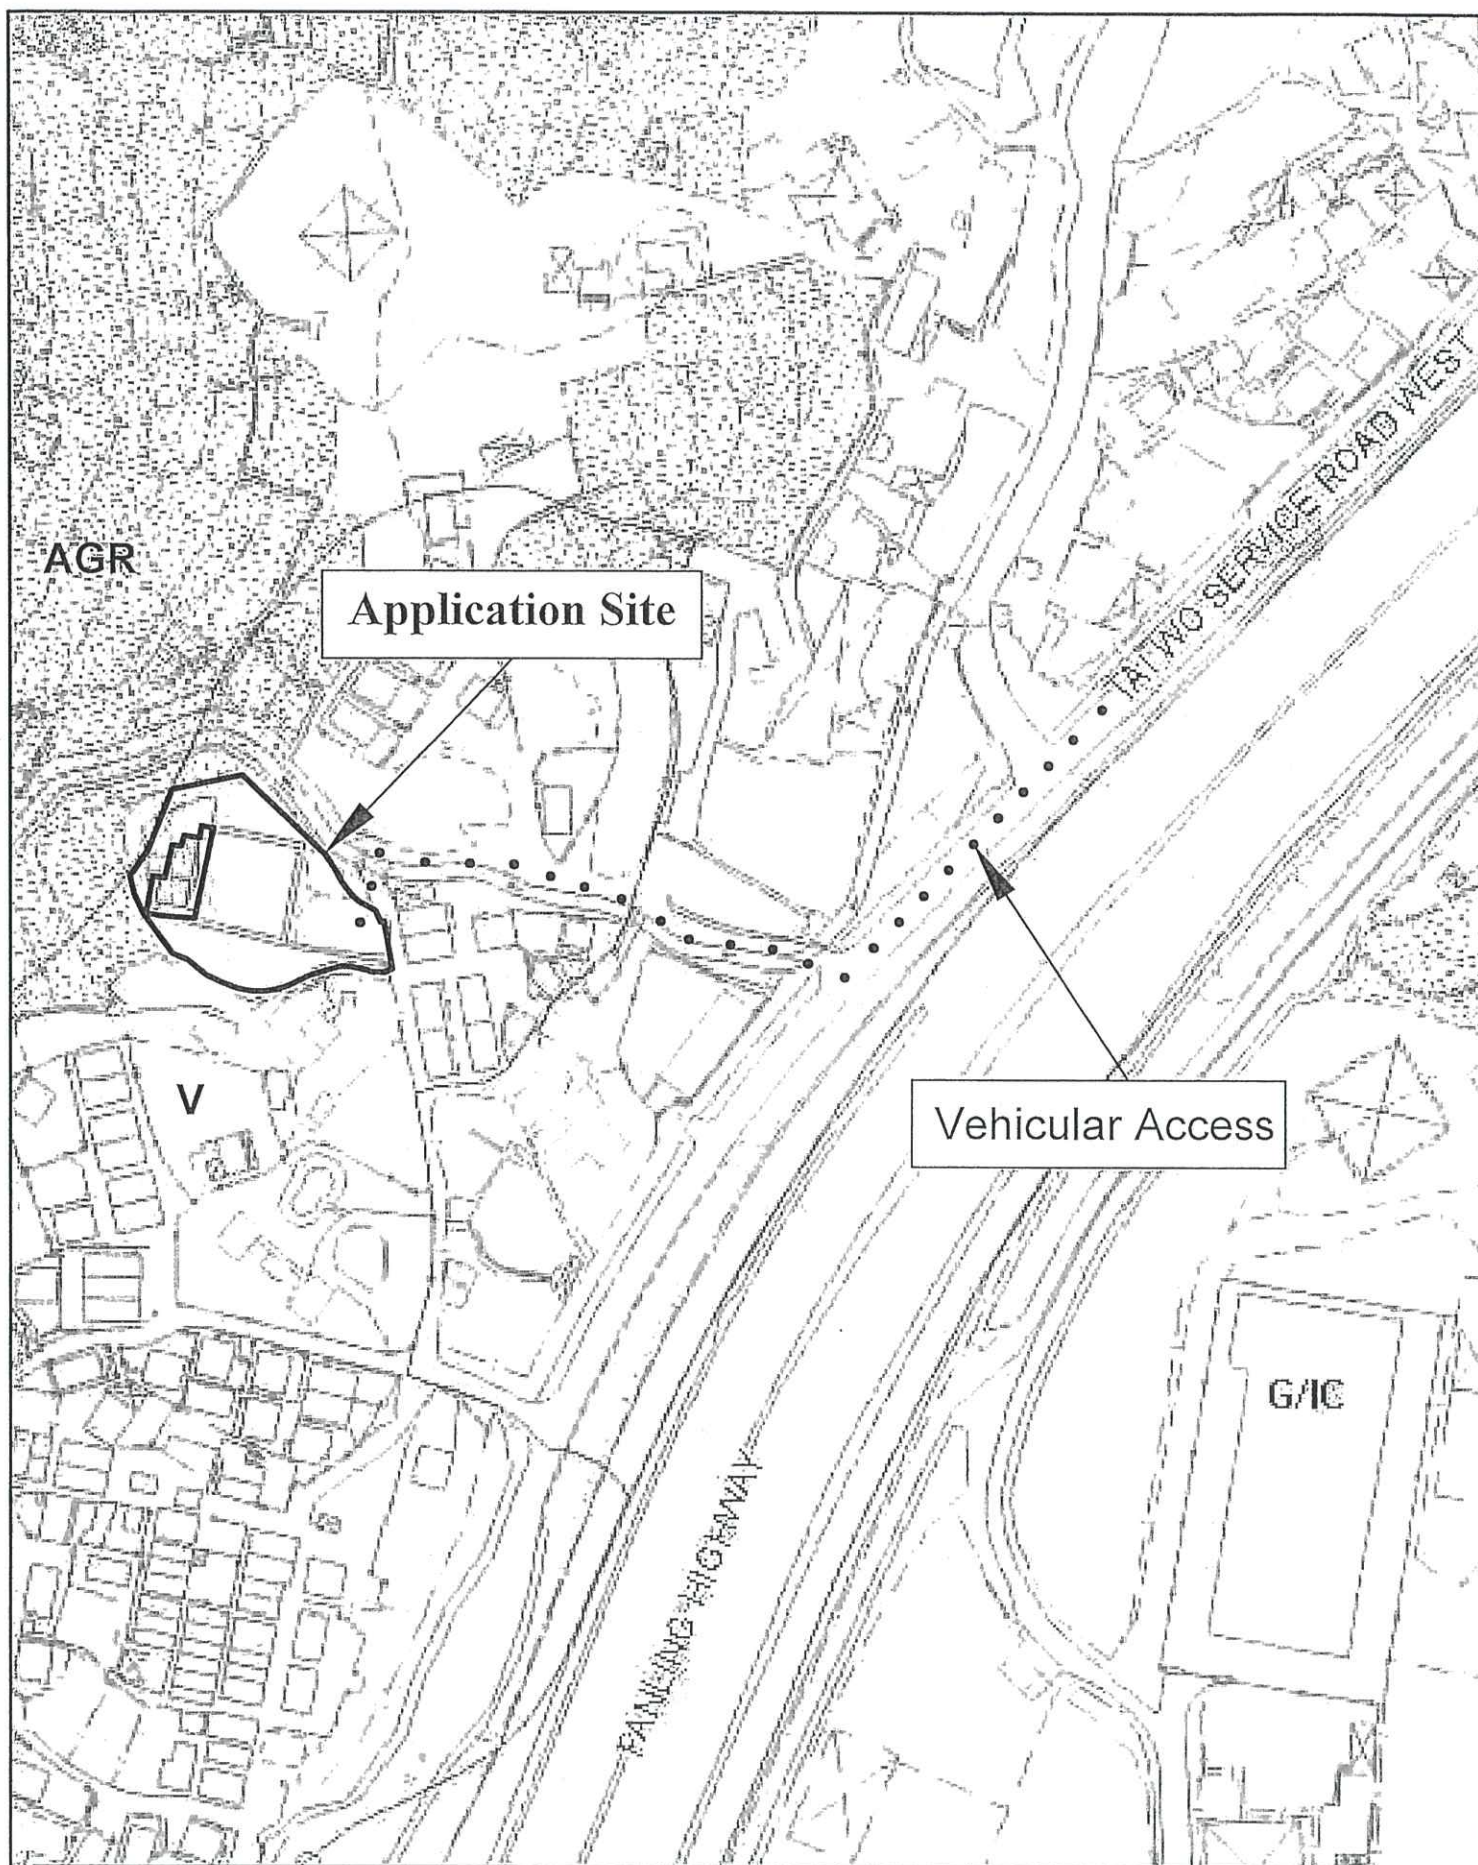 TAI WO SERVICE ROAD WEST
AGR
Application Site
V
Vehicular Access
G/IC
FANLING HIGHWAY